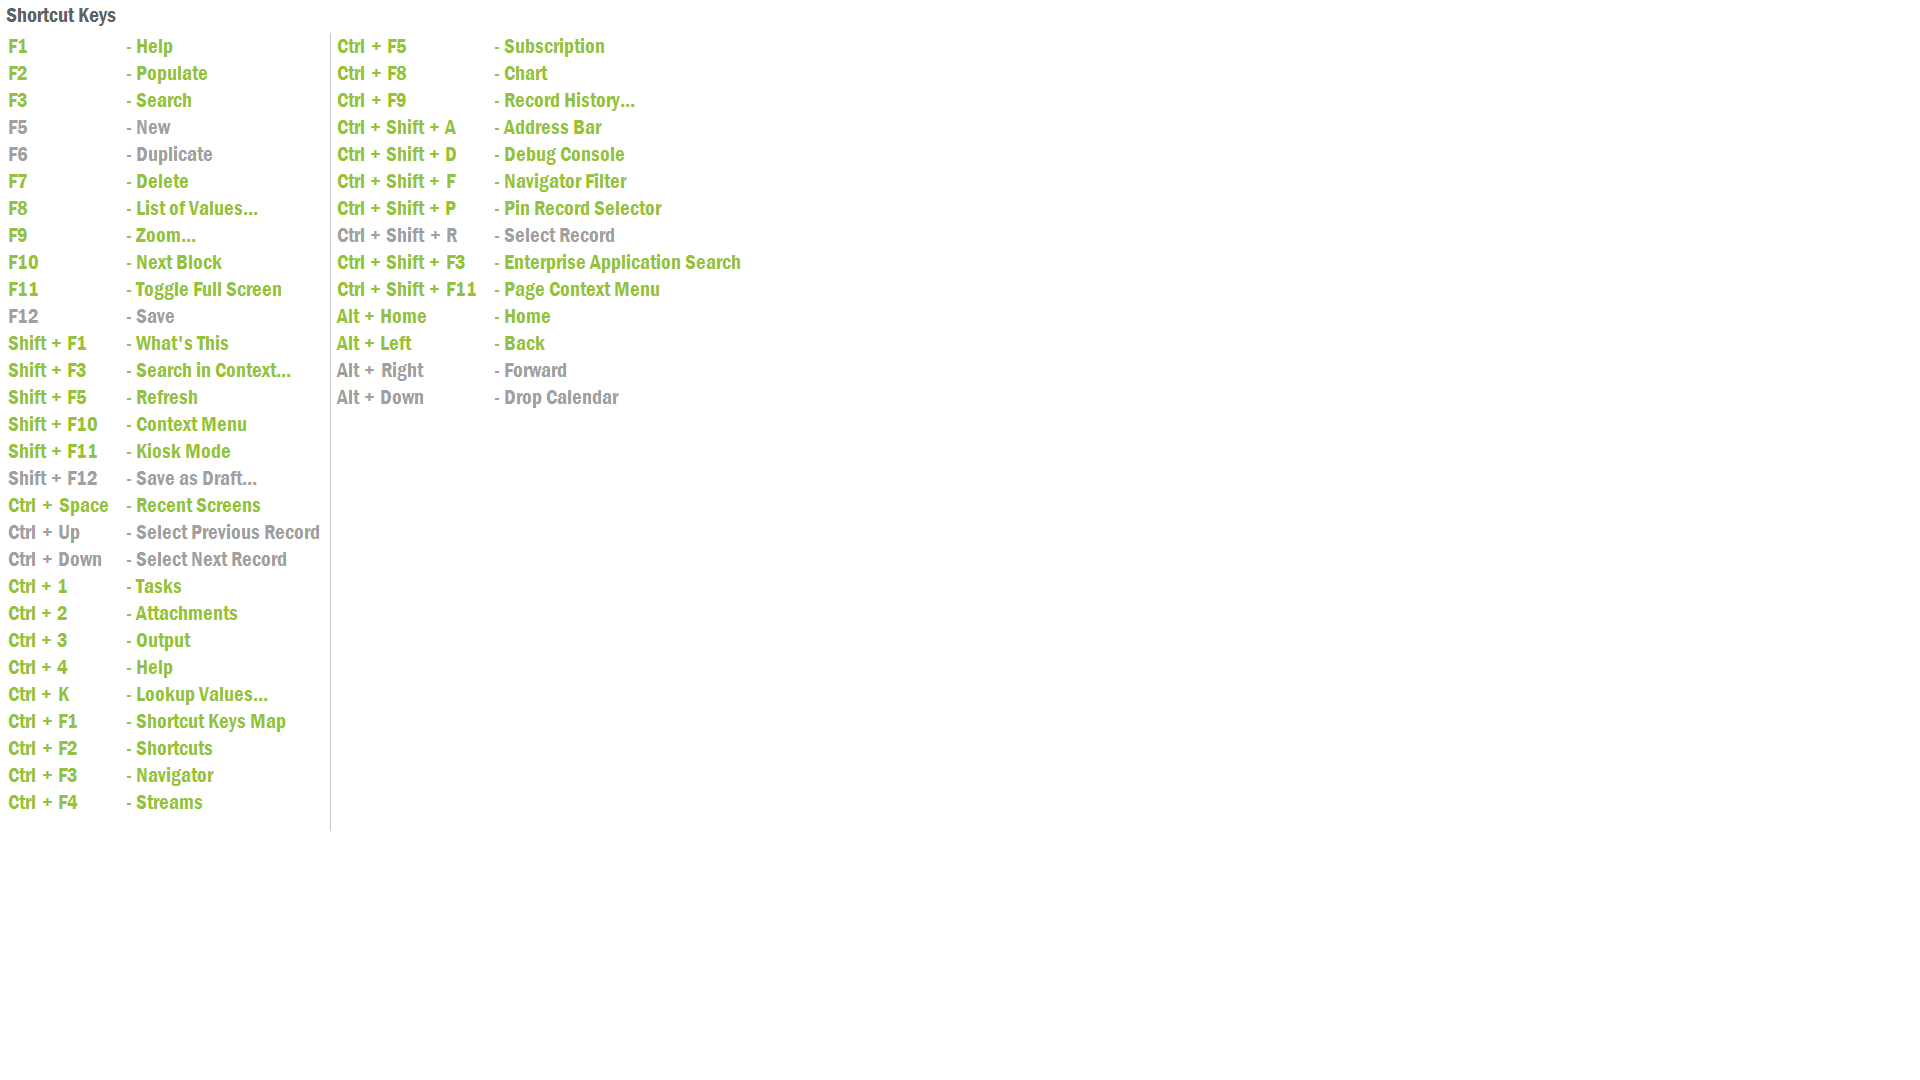 Shortcut Keys
F1 - Help
F2 - Populate
F3 - Search
F5 - New
F6 - Duplicate
F7 - Delete
F8 - List of Values...
F9 - Zoom...
F10 - Next Block
F11 - Toggle Full Screen
F12 - Save
Shift + F1 - What's This
Shift + F3 - Search in Context...
Shift + F5 - Refresh
Shift + F10 - Context Menu
Shift + F11 - Kiosk Mode
Shift + F12 - Save as Draft...
Ctrl + Space - Recent Screens
Ctrl + Up - Select Previous Record
Ctrl + Down - Select Next Record
Ctrl + 1 - Tasks
Ctrl + 2 - Attachments
Ctrl + 3 - Output
Ctrl + 4 - Help
Ctrl + K - Lookup Values...
Ctrl + F1 - Shortcut Keys Map
Ctrl + F2 - Shortcuts
Ctrl + F3 - Navigator
Ctrl + F4 - Streams
Ctrl + F5 - Subscription
Ctrl + F8 - Chart
Ctrl + F9 - Record History...
Ctrl + Shift + A - Address Bar
Ctrl + Shift + D - Debug Console
Ctrl + Shift + F - Navigator Filter
Ctrl + Shift + P - Pin Record Selector
Ctrl + Shift + R - Select Record
Ctrl + Shift + F3 - Enterprise Application Search
Ctrl + Shift + F11 - Page Context Menu
Alt + Home - Home
Alt + Left - Back
Alt + Right - Forward
Alt + Down - Drop Calendar